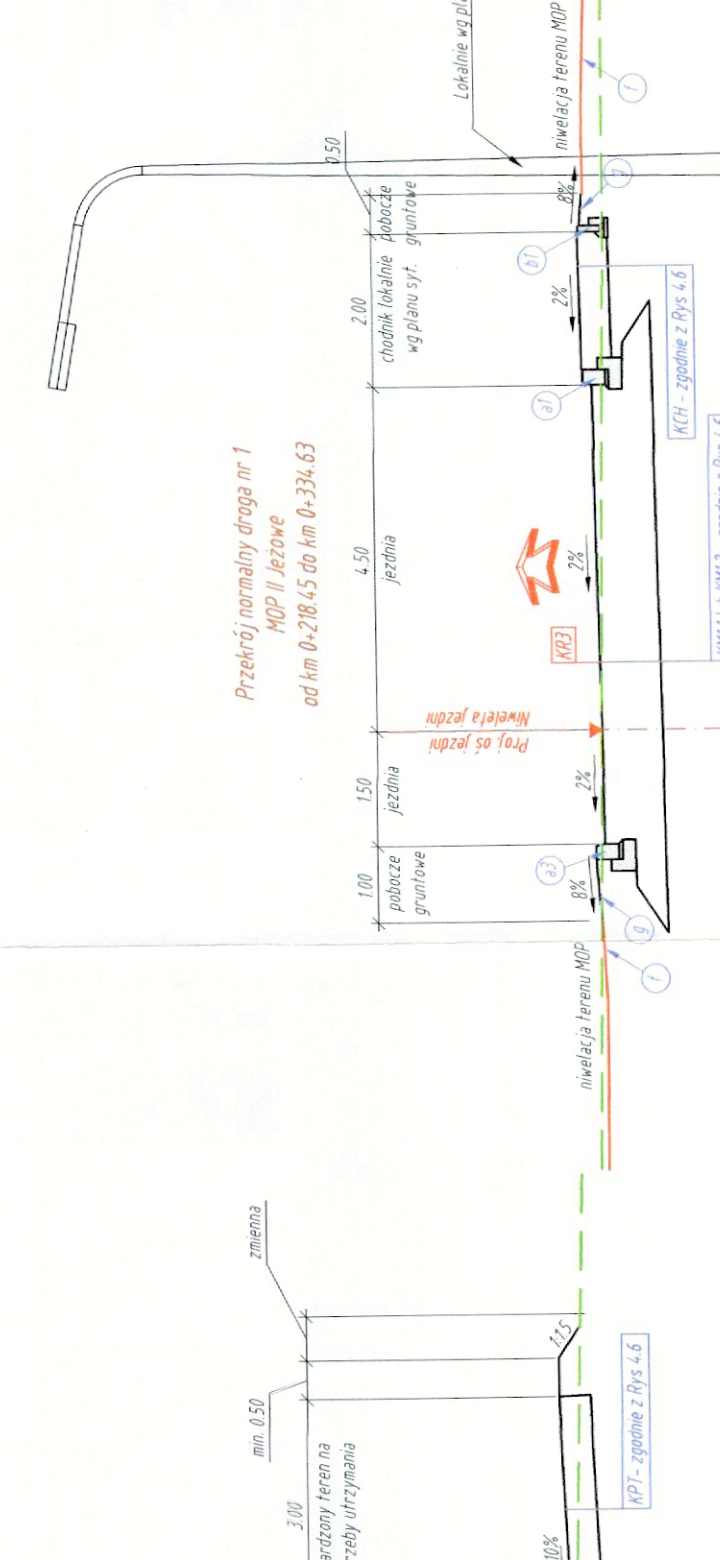 Przekrój normalny droga nr 1
MOP II Jeżowe
od km 0+218.45 do km 0+334.63
min. 0.50
zmienna
3.00
1.00
1.50
4.50
2.00
0.50
pobocze
gruntowe
jezdnia
jezdnia
chodnik lokalnie
wg planu syt.
pobocze
gruntowe
Lokalnie wg
Proj. oś jezdni
Niweleta jezdni
KR3
10%
1:1.5
niwelacja terenu MOP
8%
2%
2%
2%
8%
niwelacja terenu MOP
f
g
a3
a1
b1
g
f
KPT - zgodnie z Rys 4.6
KCH - zgodnie z Rys 4.6